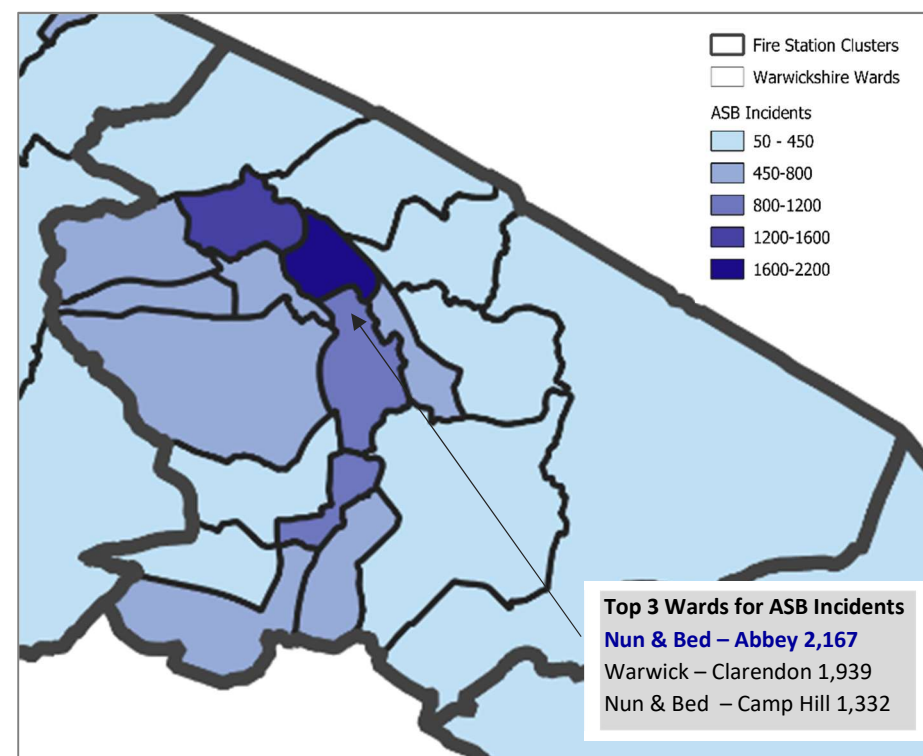 Fire Station Clusters
Warwickshire Wards
ASB Incidents
50 - 450
450-800
800-1200
1200-1600
1600-2200
Top 3 Wards for ASB Incidents
Nun & Bed – Abbey 2,167
Warwick – Clarendon 1,939
Nun & Bed – Camp Hill 1,332